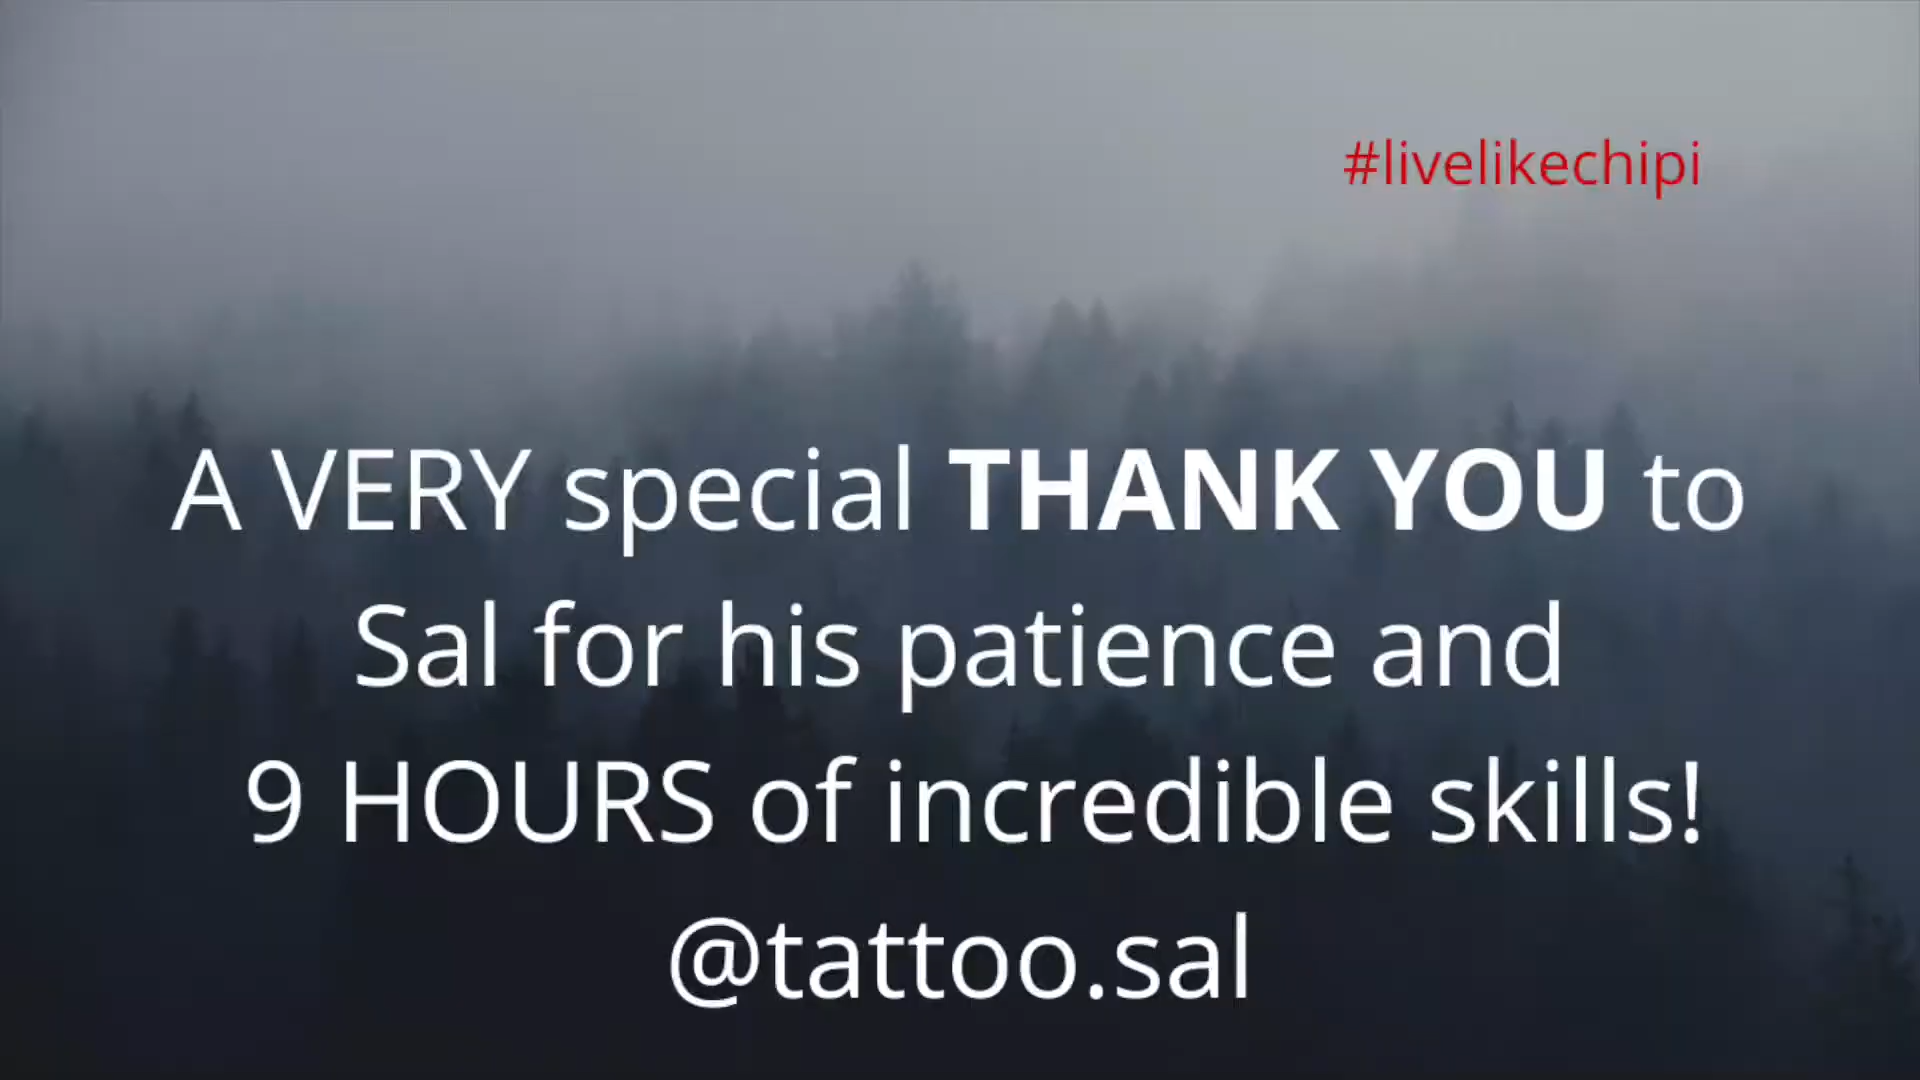 #livelikechipi
A VERY special THANK YOU to
Sal for his patience and
9 HOURS of incredible skills!
@tattoo.sal